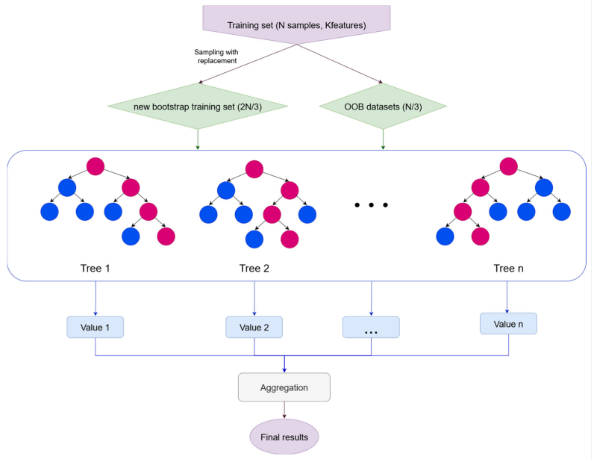 Training set (N samples, Kfeatures)
Sampling with
replacement
new bootstrap training set (2N/3)
OOB datasets (N/3)
Tree 1
Tree 2
Tree n
Value 1
Value 2
...
Value n
Aggregation
Final results